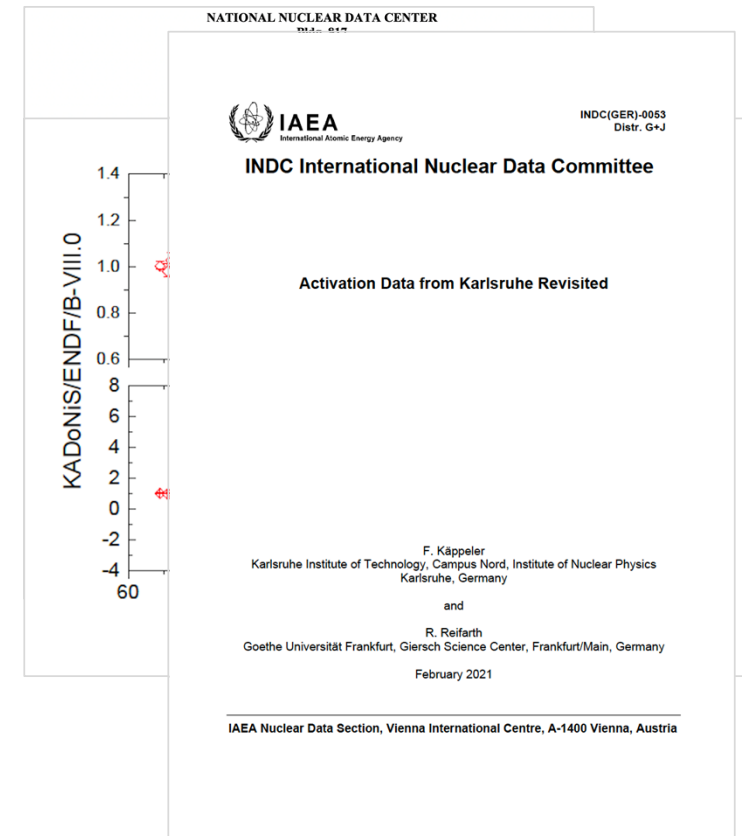 NATIONAL NUCLEAR DATA CENTER
IAEA
International Atomic Energy Agency
INDC(GER)-0053
Distr. G+J
INDC International Nuclear Data Committee
Activation Data from Karlsruhe Revisited
F. Käppeler
Karlsruhe Institute of Technology, Campus Nord, Institute of Nuclear Physics
Karlsruhe, Germany
and
R. Reifarth
Goethe Universität Frankfurt, Giersch Science Center, Frankfurt/Main, Germany
February 2021
IAEA Nuclear Data Section, Vienna International Centre, A-1400 Vienna, Austria
KADoNiS/ENDF/B-VIII.0
1.4
1.2
1.0
0.8
0.6
8
6
4
2
0
-2
-4
60